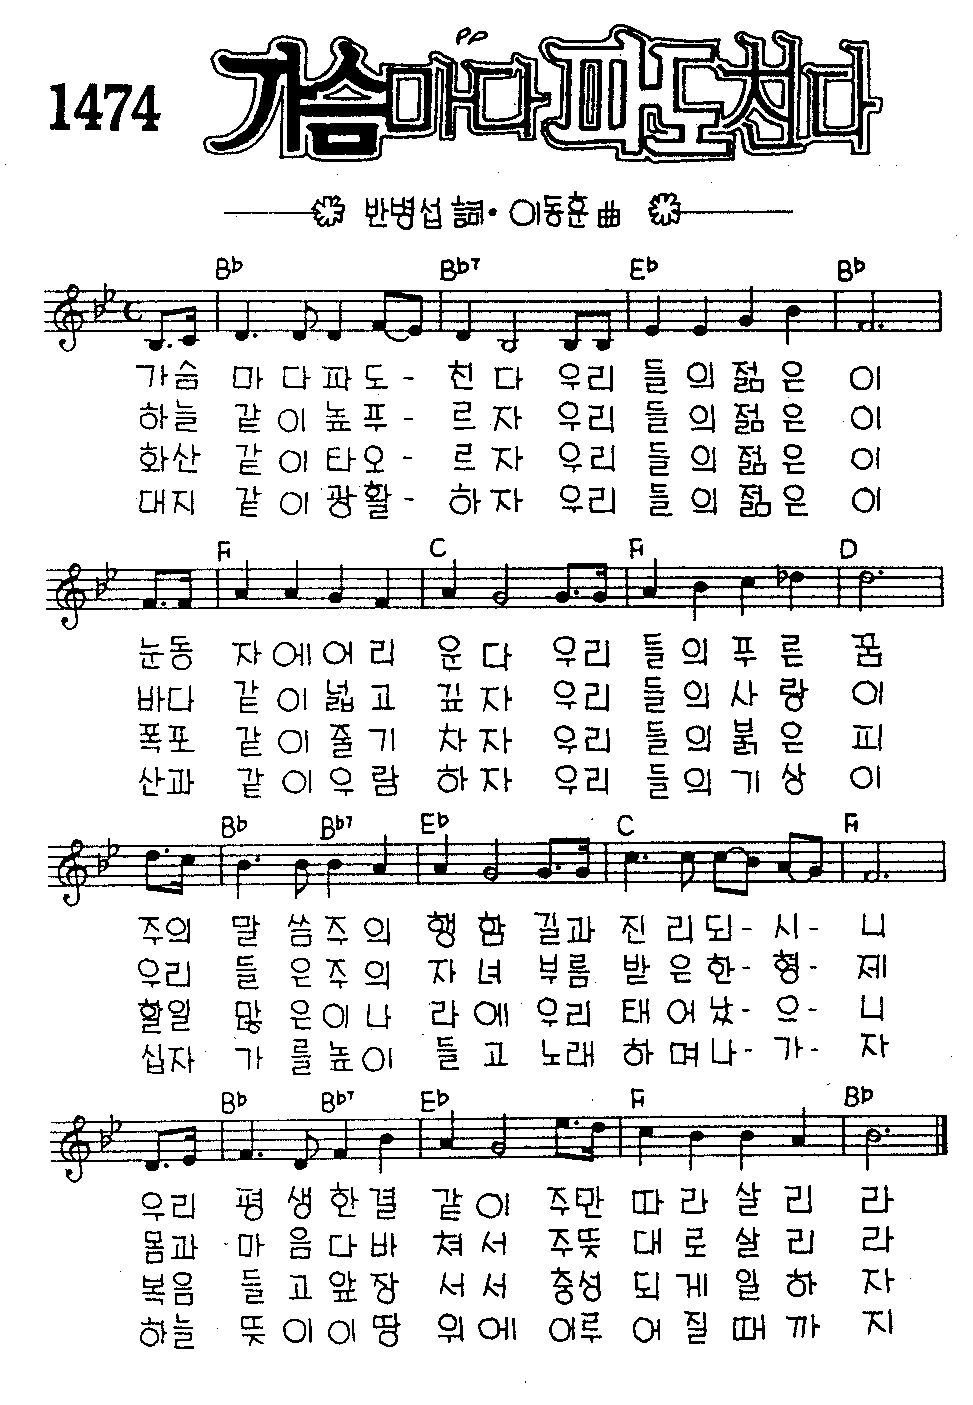 1474
가슴마다 파도친다
반병섭 詞·이동훈 曲
B♭ B♭7 E♭ B♭
가슴 마다파도- 친다 우리 들의젊은 이
하늘 같이높푸- 르자 우리 들의젊은 이
화산 같이타오- 르자 우리 들의젊은 이
대지 같이광활- 하자 우리 들의젊은 이
F C F D
눈동 자에어리 운다 우리 들의푸른 꿈
바다 같이넓고 깊자 우리 들의사랑 이
폭포 같이줄기 차자 우리 들의붉은 피
산과 같이우람 하자 우리 들의기상 이
B♭ B♭7 E♭ C F
주의 말씀주의 행함 길과 진리되-시- 니
우리 들은주의 자녀 부름 받은한-형- 제
할일 많은이나 라에 우리 태어났-으- 니
십자 가를높이 들고 노래 하며나-가- 자
B♭ B♭7 E♭ F B♭
우리 평생한결 같이 주만 따라살리 라
몸과 마음다바 쳐서 주뜻 대로살리 라
복음 들고앞장 서서 충성 되게일하 자
하늘 뜻이이땅 위에 이루 어질때까 지